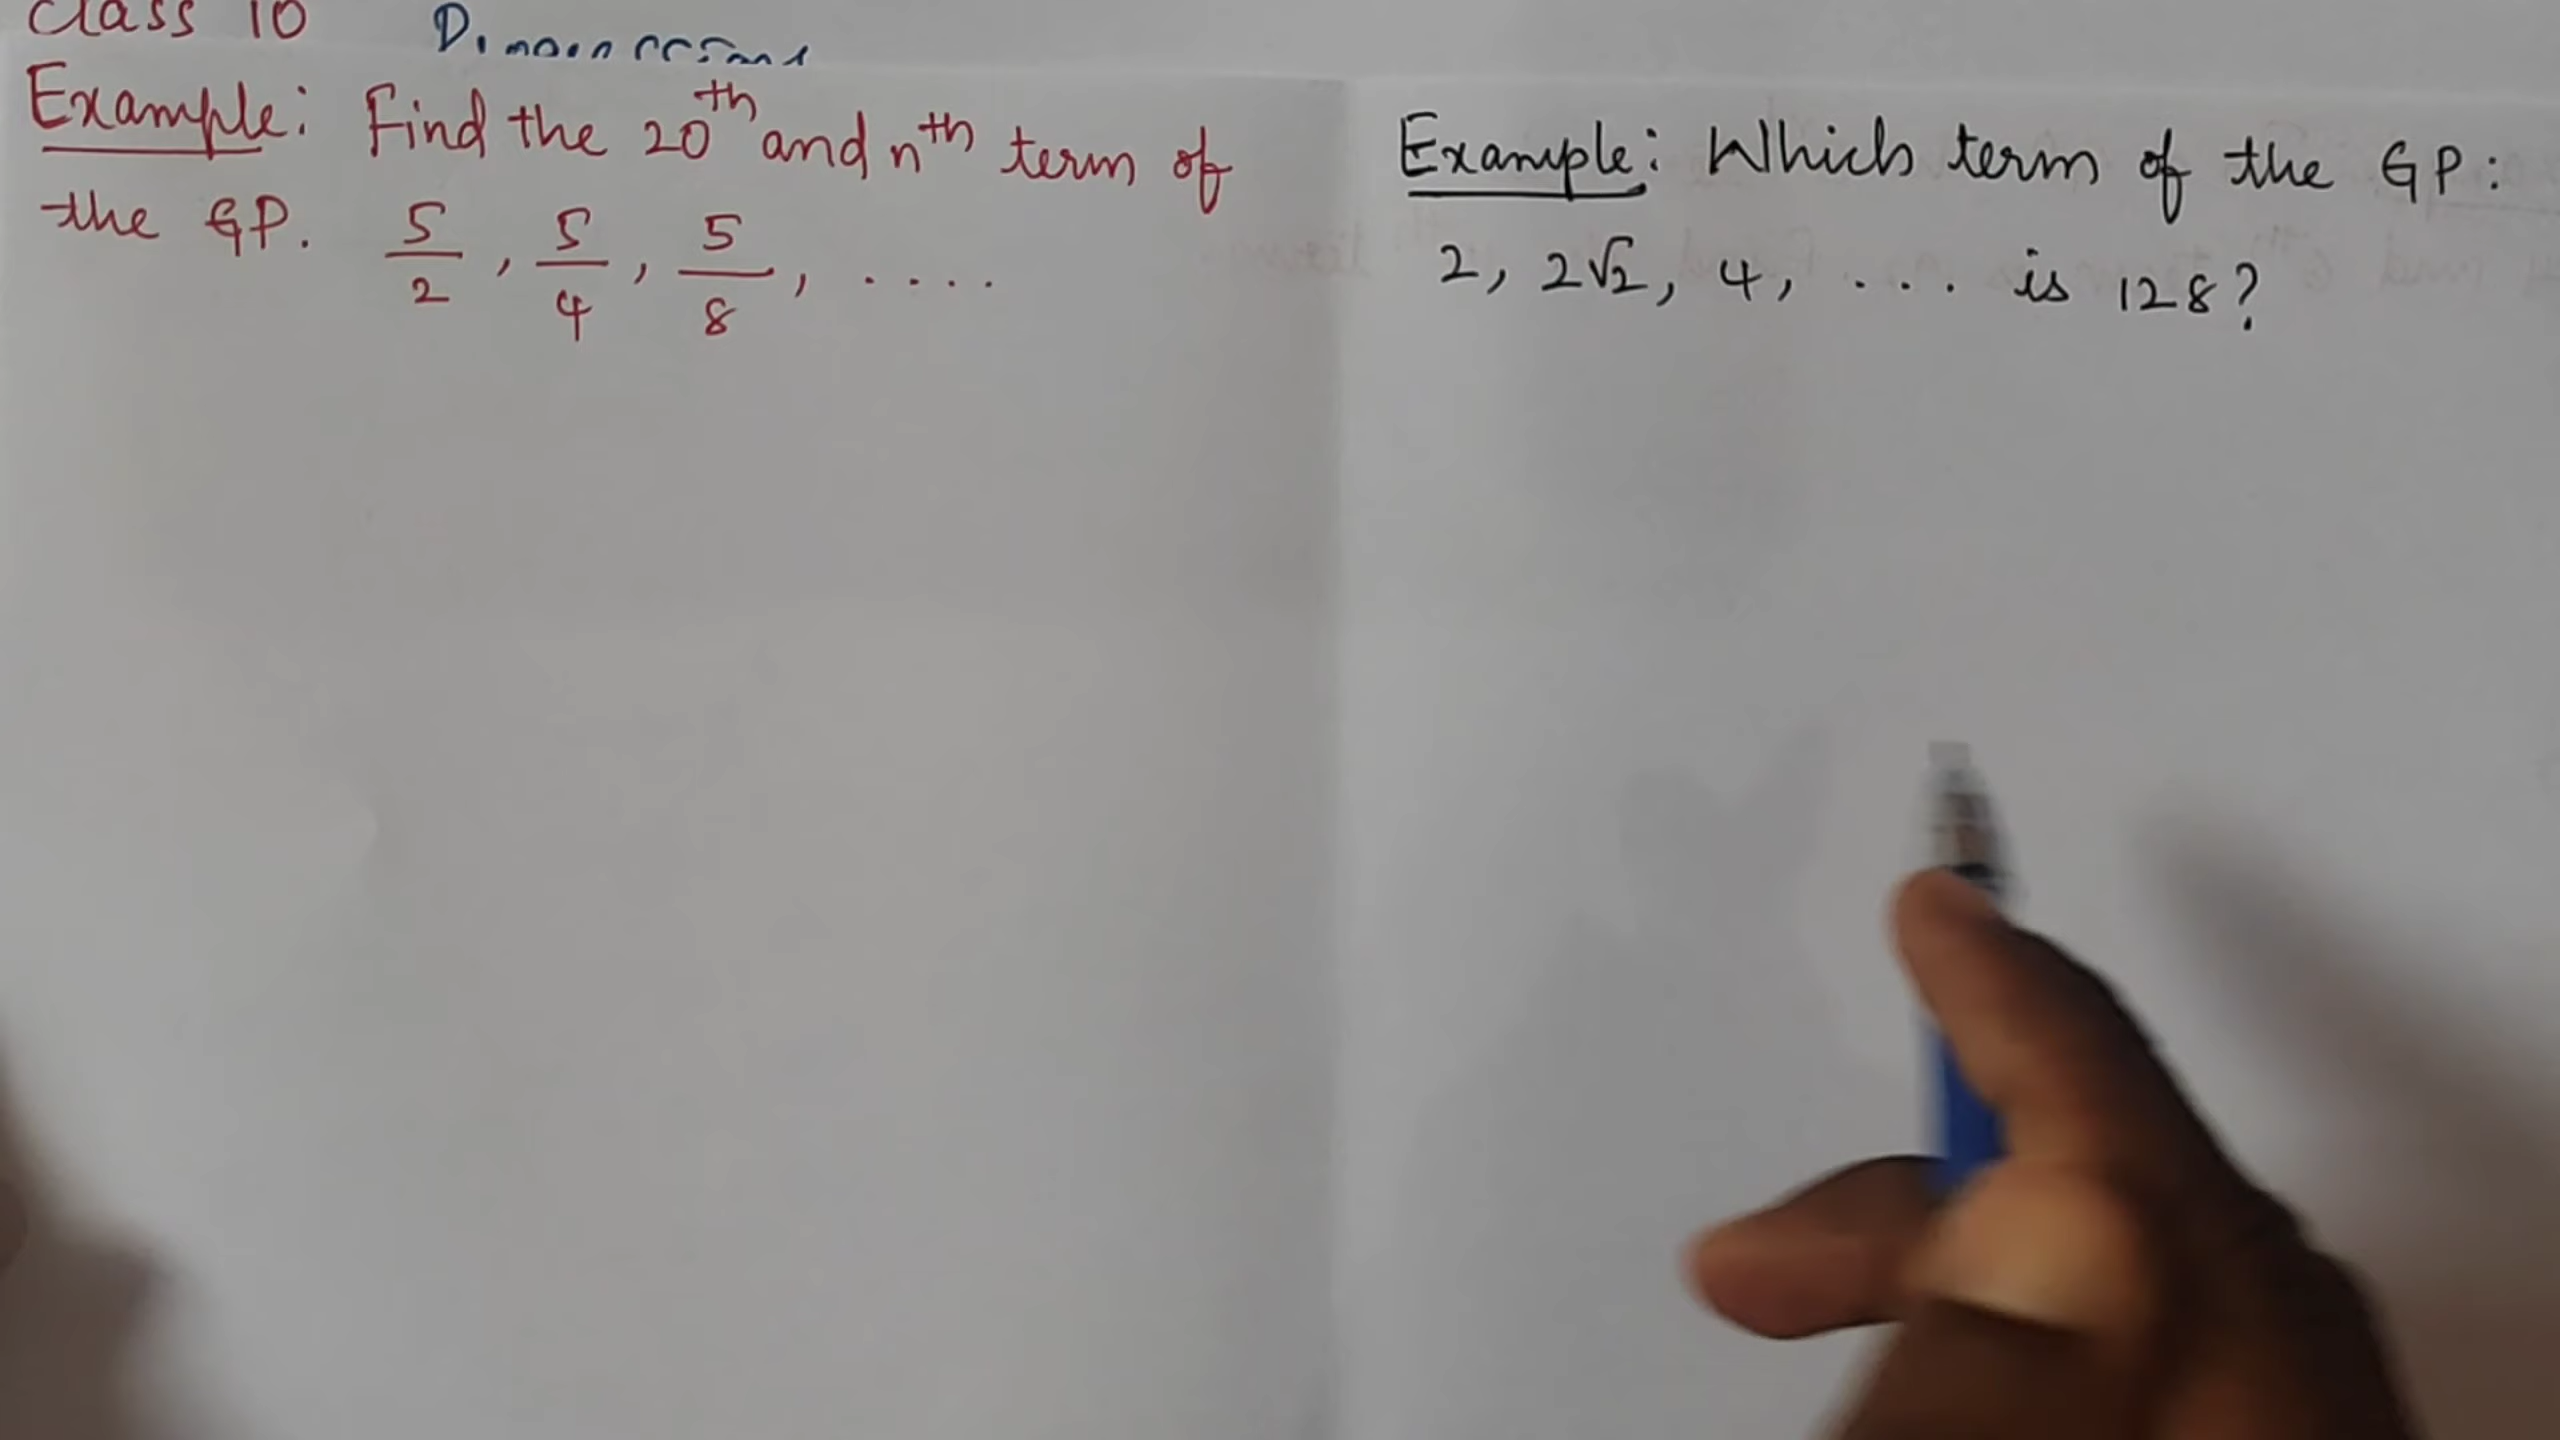 Class 10
Example: Find the 20th and nth term of
the GP. 5/2, 5/4, 5/8, ....
Example: Which term of the GP:
2, 2√2, 4, ... is 128?